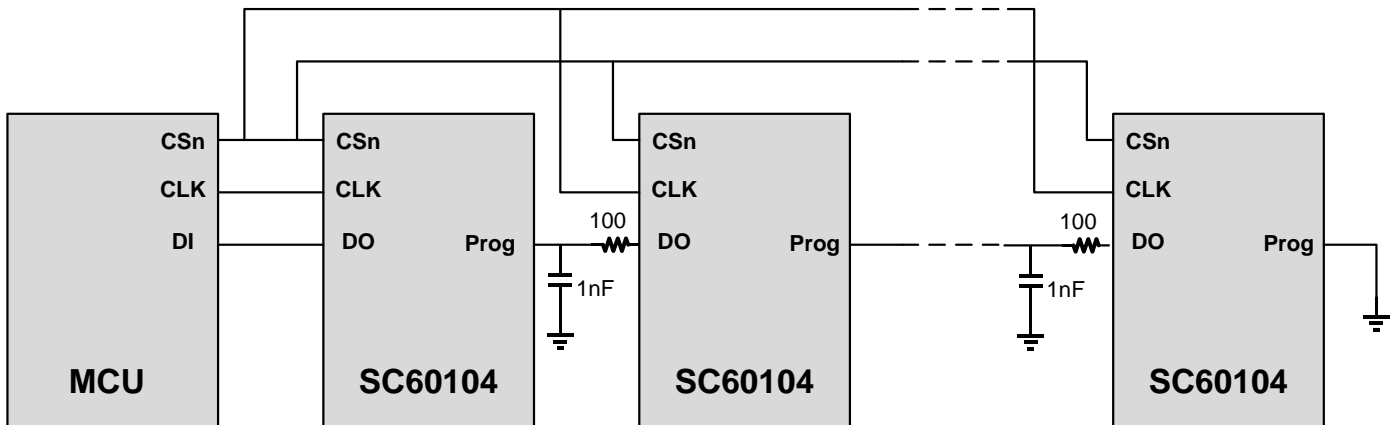 CSn
CLK
DI
MCU
CSn
CLK
DO
Prog
SC60104
100
1nF
CSn
CLK
DO
Prog
SC60104
100
1nF
CSn
CLK
DO
Prog
SC60104